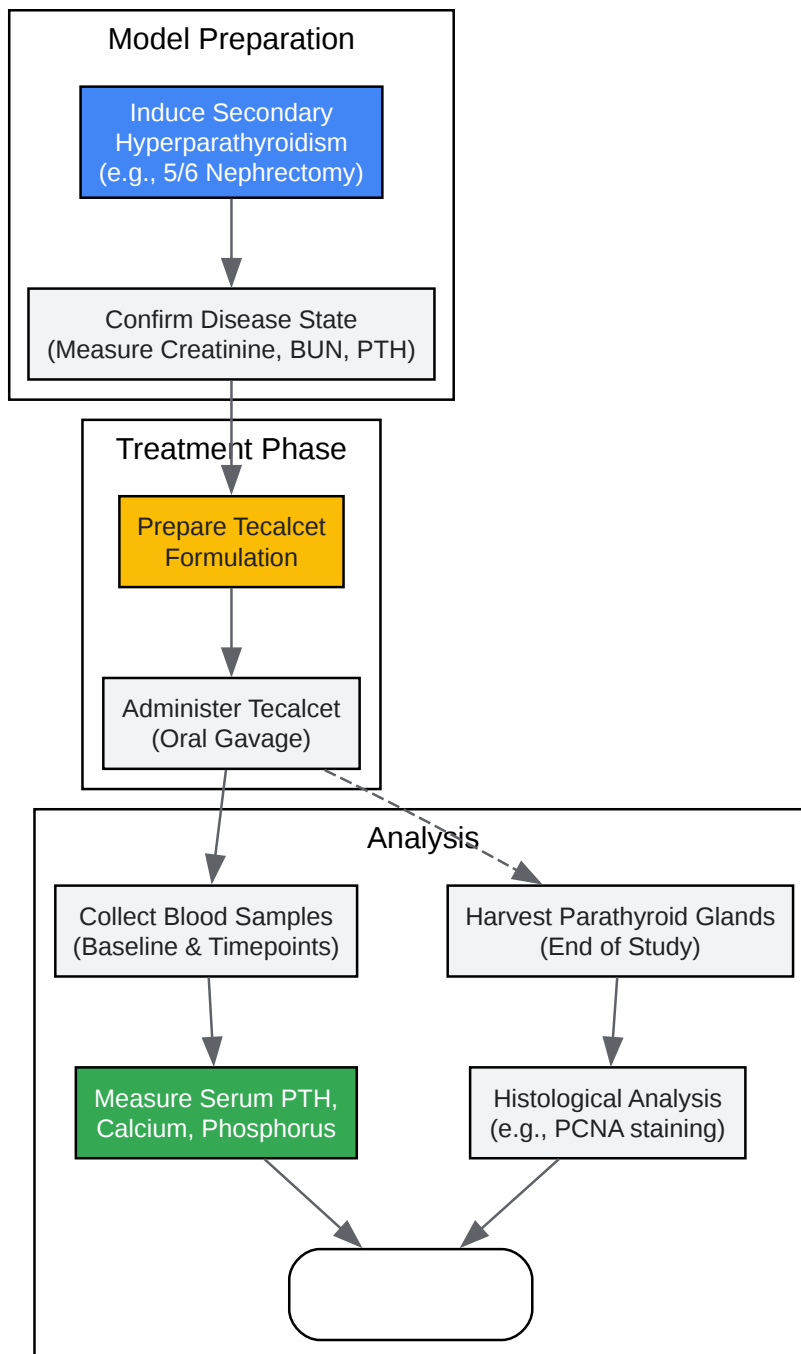 Model Preparation
Induce Secondary
Hyperparathyroidism
(e.g., 5/6 Nephrectomy)
Confirm Disease State
(Measure Creatinine, BUN, PTH)
Treatment Phase
Prepare Tecalcet
Formulation
Administer Tecalcet
(Oral Gavage)
Analysis
Collect Blood Samples
(Baseline & Timepoints)
Harvest Parathyroid Glands
(End of Study)
Measure Serum PTH,
Calcium, Phosphorus
Histological Analysis
(e.g., PCNA staining)